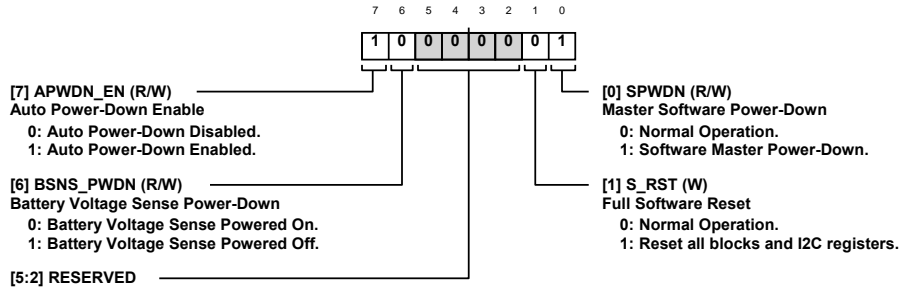 7 6 5 4 3 2 1 0
1 0 0 0 0 0 0 1
[7] APWDN_EN (R/W)
Auto Power-Down Enable
0: Auto Power-Down Disabled.
1: Auto Power-Down Enabled.
[6] BSNS_PWDN (R/W)
Battery Voltage Sense Power-Down
0: Battery Voltage Sense Powered On.
1: Battery Voltage Sense Powered Off.
[5:2] RESERVED
[0] SPWDN (R/W)
Master Software Power-Down
0: Normal Operation.
1: Software Master Power-Down.
[1] S_RST (W)
Full Software Reset
0: Normal Operation.
1: Reset all blocks and I2C registers.